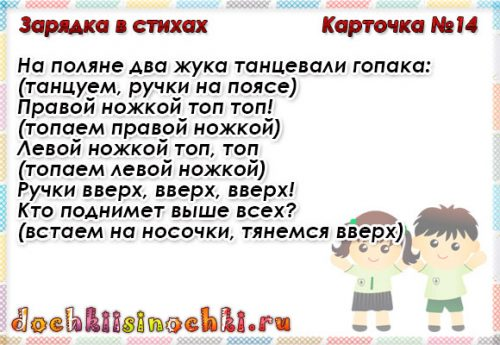 Зарядка в стихах Карточка №14
На поляне два жука танцевали гопака:
(танцуем, ручки на поясе)
Правой ножкой топ топ!
(топаем правой ножкой)
Левой ножкой топ, топ
(топаем левой ножкой)
Ручки вверх, вверх, вверх!
Кто поднимет выше всех?
(встаем на носочки, тянемся вверх)
dochkiisinochki.ru